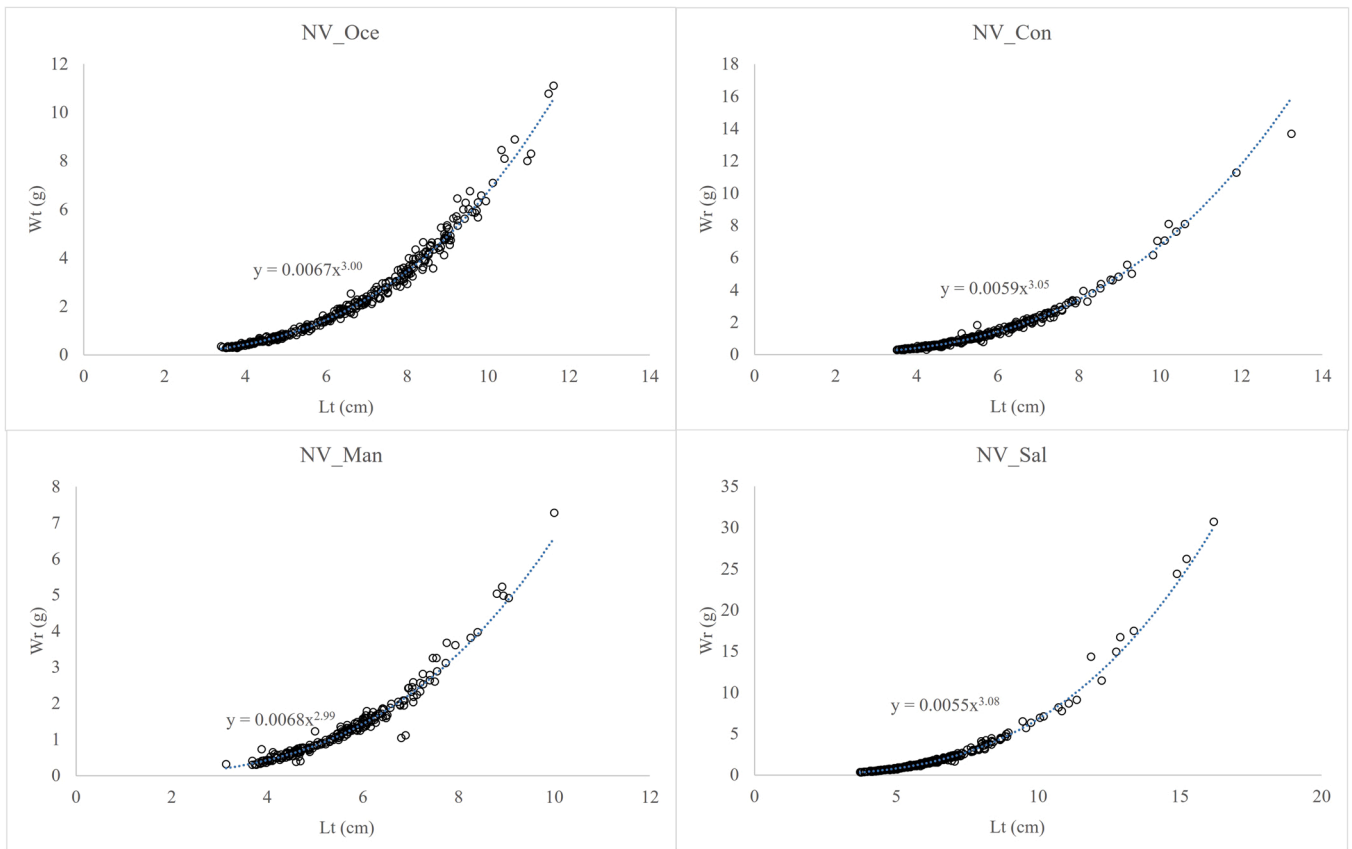 NV_Oce
12
10
8
6
4
2
0
Wt (g)
y = 0.0067x^3.00
0 2 4 6 8 10 12 14
Lt (cm)
NV_Con
18
16
14
12
10
8
6
4
2
0
Wr (g)
y = 0.0059x^3.05
0 2 4 6 8 10 12 14
Lt (cm)
NV_Man
8
7
6
5
4
3
2
1
0
Wr (g)
y = 0.0068x^2.99
0 2 4 6 8 10 12
Lt (cm)
NV_Sal
35
30
25
20
15
10
5
0
Wr (g)
y = 0.0055x^3.08
0 5 10 15 20
Lt (cm)